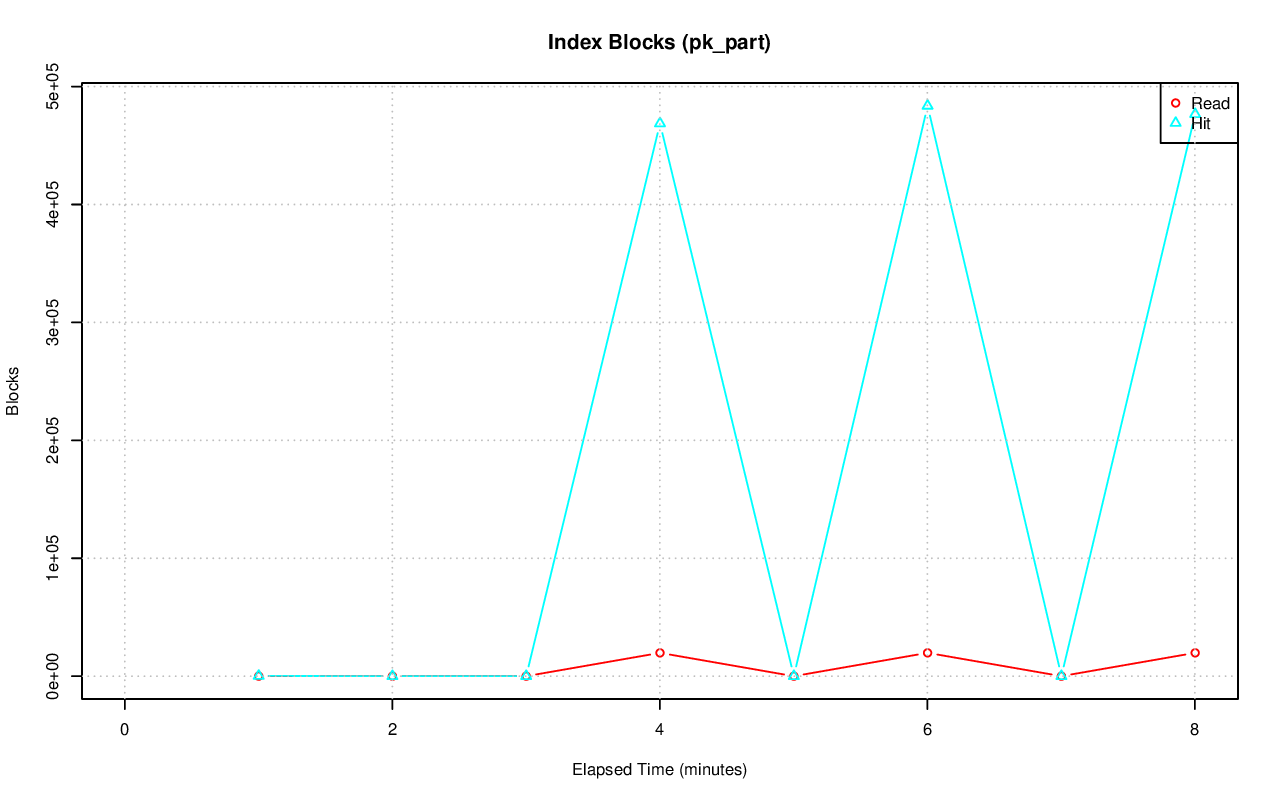 Index Blocks (pk_part)
Blocks
5e+05
4e+05
3e+05
2e+05
1e+05
0e+00
Read
Hit
0 2 4 6 8
Elapsed Time (minutes)